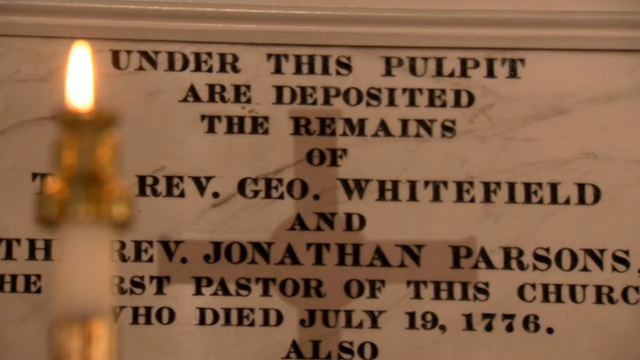 UNDER THIS PULPIT
ARE DEPOSITED
THE REMAINS
OF
REV. GEO. WHITEFIELD
AND
REV. JONATHAN PARSONS.
PASTOR OF THIS
DIED JULY 19, 1776.
ALSO